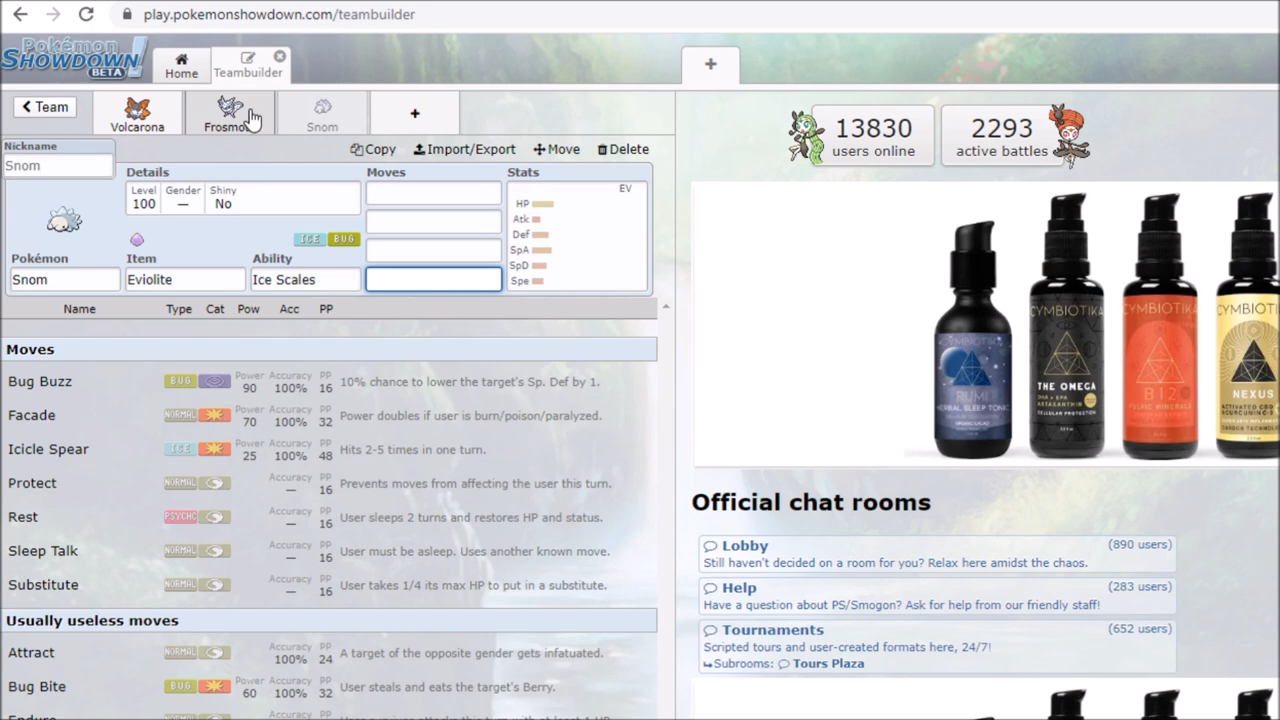 play.pokemonshowdown.com/teambuilder
Pokémon
SHOWDOWN!
BETA
Home
Teambuilder
+
Team
Volcarona
Frosmo
Snom
+
13830
users online
2293
active battles
Copy
Import/Export
Move
Delete
Nickname
Snom
Details
Level Gender Shiny
100 — No
Moves
Stats
EV
HP
Atk
Def
SpA
SpD
Spe
ICE BUG
Pokémon Item Ability
Snom Eviolite Ice Scales
Name Type Cat Pow Acc PP
Moves
Bug Buzz BUG Power 90 Accuracy 100% PP 16 10% chance to lower the target's Sp. Def by 1.
Facade NORMAL Power 70 Accuracy 100% PP 32 Power doubles if user is burn/poison/paralyzed.
Icicle Spear ICE Power 25 Accuracy 100% PP 48 Hits 2-5 times in one turn.
Protect NORMAL Accuracy — PP 16 Prevents moves from affecting the user this turn.
Rest PSYCHC Accuracy — PP 16 User sleeps 2 turns and restores HP and status.
Sleep Talk NORMAL Accuracy — PP 16 User must be asleep. Uses another known move.
Substitute NORMAL Accuracy — PP 16 User takes 1/4 its max HP to put in a substitute.
Usually useless moves
Attract NORMAL Accuracy 100% PP 24 A target of the opposite gender gets infatuated.
Bug Bite BUG Power 60 Accuracy 100% PP 32 User steals and eats the target's Berry.
CYMBIOTIKA
RUMI
HERBAL SLEEP TONIC
CYMBIOTIKA
THE OMEGA
DHA + EPA
ASTAXANTHIN
CELLULAR PROTECTION
CYMBIOTIKA
B12
CYMBIOTIKA
NEXUS
Official chat rooms
Lobby (890 users)
Still haven't decided on a room for you? Relax here amidst the chaos.
Help (283 users)
Have a question about PS/Smogon? Ask for help from our friendly staff!
Tournaments (652 users)
Scripted tours and user-created formats here, 24/7!
Subrooms: Tours Plaza